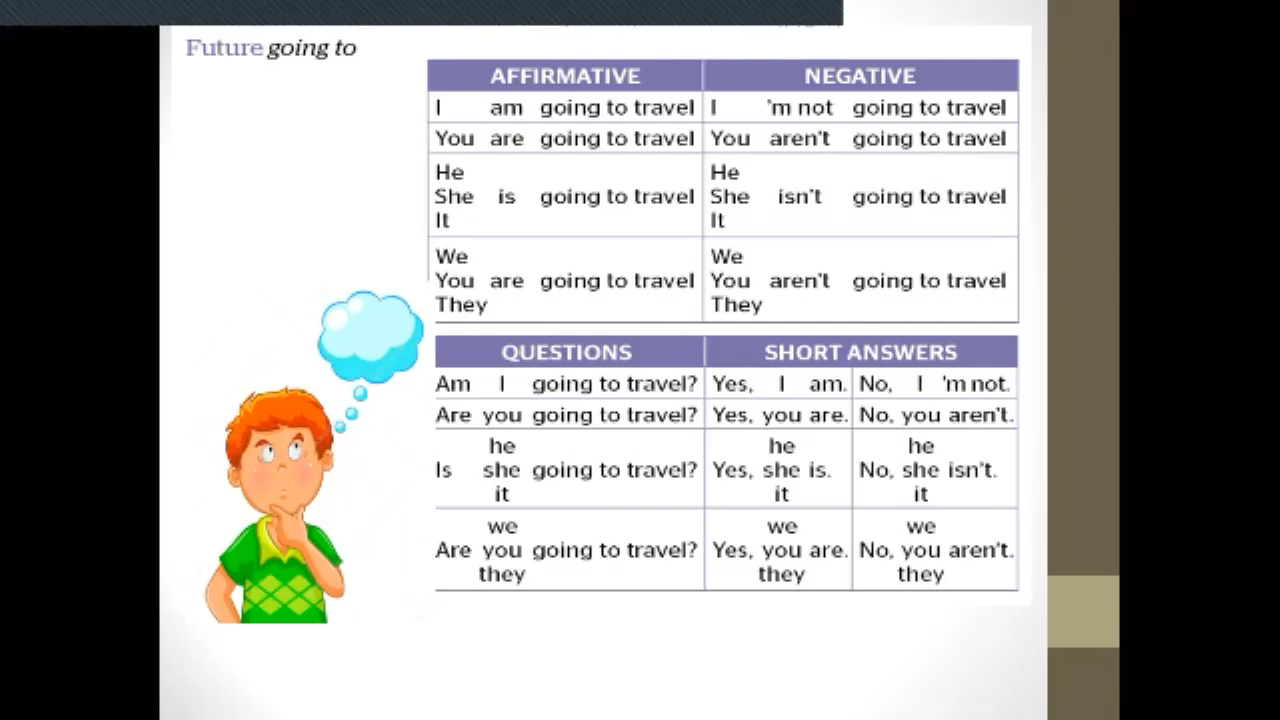 Future going to
AFFIRMATIVE NEGATIVE
I am going to travel I 'm not going to travel
You are going to travel You aren't going to travel
He He
She is going to travel She isn't going to travel
It It
We We
You are going to travel You aren't going to travel
They They
QUESTIONS SHORT ANSWERS
Am I going to travel? Yes, I am. No, I 'm not.
Are you going to travel? Yes, you are. No, you aren't.
he he he
Is she going to travel? Yes, she is. No, she isn't.
it it it
we we we
Are you going to travel? Yes, you are. No, you aren't.
they they they